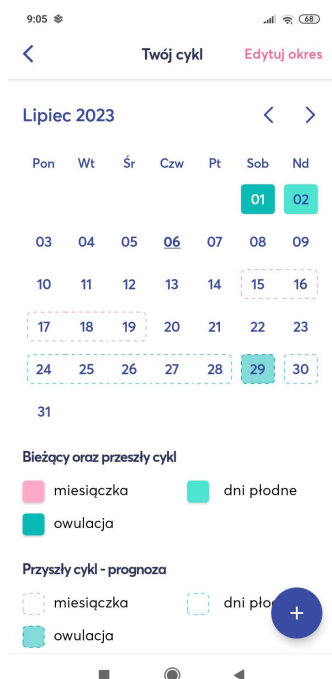 9:05 68
Twój cykl Edytuj okres
Lipiec 2023
Pon Wt Śr Czw Pt Sob Nd
01 02
03 04 05 06 07 08 09
10 11 12 13 14 15 16
17 18 19 20 21 22 23
24 25 26 27 28 29 30
31
Bieżący oraz przeszły cykl
miesiączka dni płodne
owulacja
Przyszły cykl - prognoza
miesiączka dni
owulacja